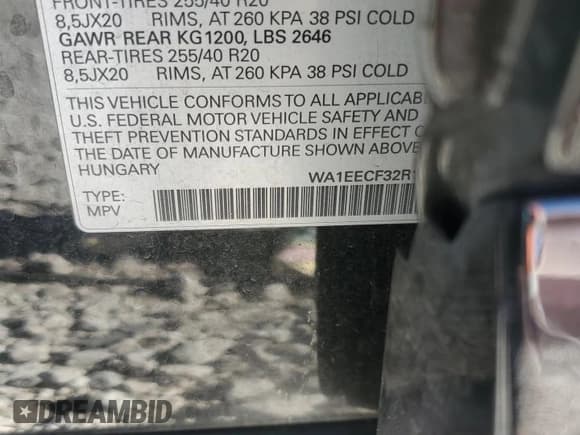 FRONT-TIRES 255/40 R20
8,5JX20 RIMS, AT 260 KPA 38 PSI COLD
GAWR REAR KG1200, LBS 2646
REAR-TIRES 255/40 R20
8,5JX20 RIMS, AT 260 KPA 38 PSI COLD
THIS VEHICLE CONFORMS TO ALL
U.S. FEDERAL MOTOR VEHICLE SAFETY AND
THEFT PREVENTION STANDARDS IN EFFECT
THE DATE OF MANUFACTURE SHOWN ABOVE
HUNGARY WA1EECF32R
TYPE:
MPV
DREAMBID